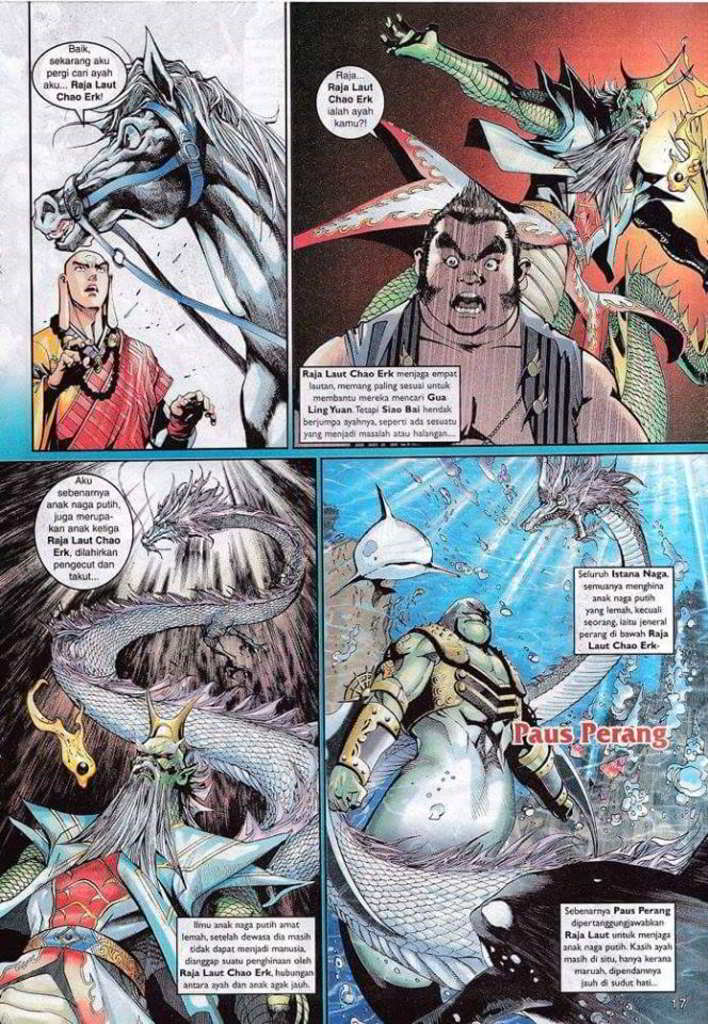 Baik,
sekarang aku
pergi cari ayah
aku... Raja Laut
Chao Erk!
Raja...
Raja Laut
Chao Erk
ialah ayah
kamu?!
Raja Laut Chao Erk menjaga empat
lautan, memang paling sesuai untuk
membantu mereka mencari Gua
Ling Yuan. Tetapi Siao Bai hendak
berjumpa ayahnya, seperti ada sesuatu
yang menjadi masalah atau halangan....
Aku
sebenarnya
anak naga putih,
juga merupa-
kan anak ketiga
Raja Laut Chao
Erk, dilahirkan
pengecut dan
takut...
Ilmu anak naga putih amat
lemah, setelah dewasa dia masih
tidak dapat menjadi manusia,
dianggap suatu penghinaan oleh
Raja Laut Chao Erk, hubungan
antara ayah dan anak agak jauh.
Seluruh Istana Naga,
semuanya menghina
anak naga putih
yang lemah, kecuali
seorang, iaitu jeneral
perang di bawah Raja
Laut Chao Erk-
Paus Perang
Sebenarnya Paus Perang
dipertanggungjawabkan
Raja Laut untuk menjaga
anak naga putih. Kasih ayah
masih di situ, hanya kerana
maruah, dipendamnya
jauh di sudut hati...
17